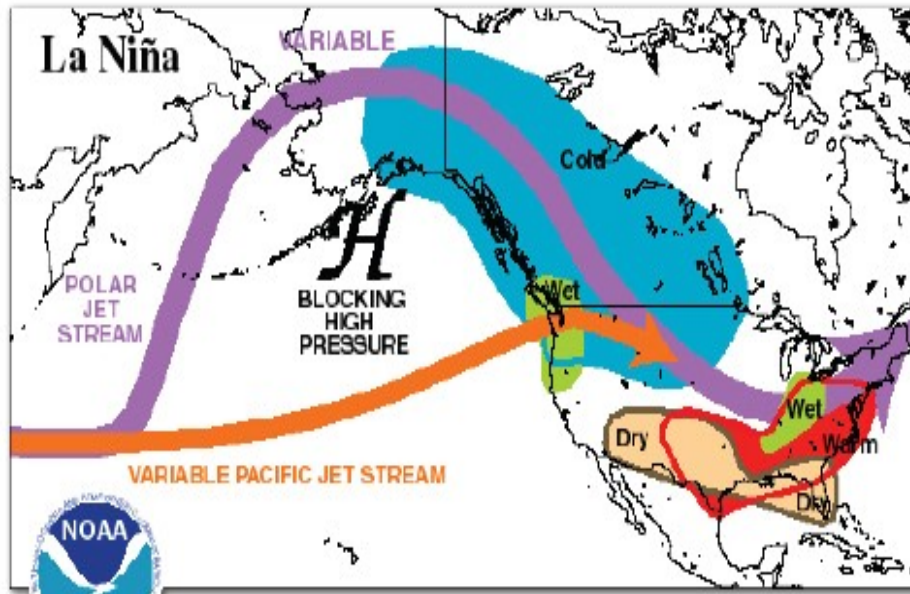 La Niña
VARIABLE
Cold
POLAR
JET
STREAM
H
BLOCKING
HIGH
PRESSURE
Wet
Wet
Dry
Warm
Dry
VARIABLE PACIFIC JET STREAM
NOAA